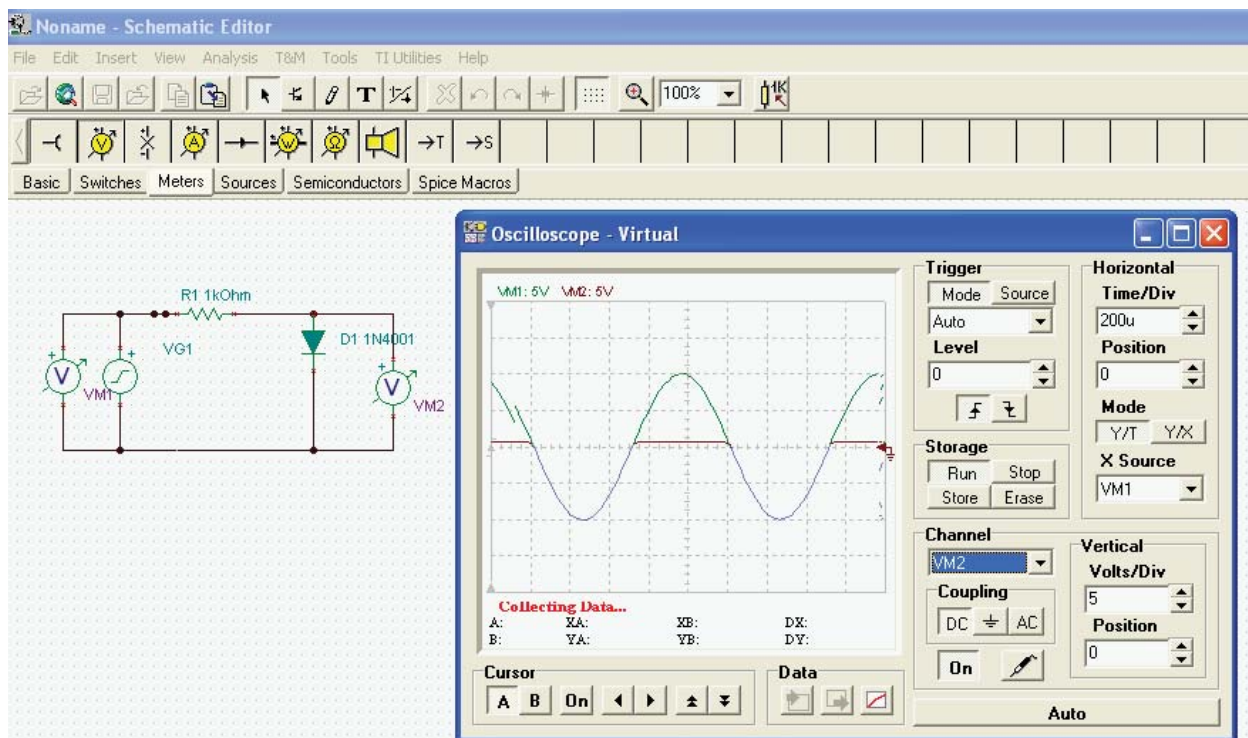 Noname - Schematic Editor
File Edit Insert View Analysis T&M Tools TI Utilities Help
T 100% 1K
V A W Ω →T →S
Basic Switches Meters Sources Semiconductors Spice Macros
R1 1kOhm
D1 1N4001
VG1
V VM1
V VM2
Oscilloscope - Virtual
VM1: 5V VM2: 5V
Collecting Data...
A: XA: XB: DX:
B: YA: YB: DY:
Cursor
A B On
Data
Trigger
Mode Source
Auto
Level
0
Storage
Run Stop
Store Erase
Horizontal
Time/Div
200u
Position
0
Mode
Y/T Y/X
X Source
VM1
Channel
VM2
Coupling
DC AC
On
Vertical
Volts/Div
5
Position
0
Auto